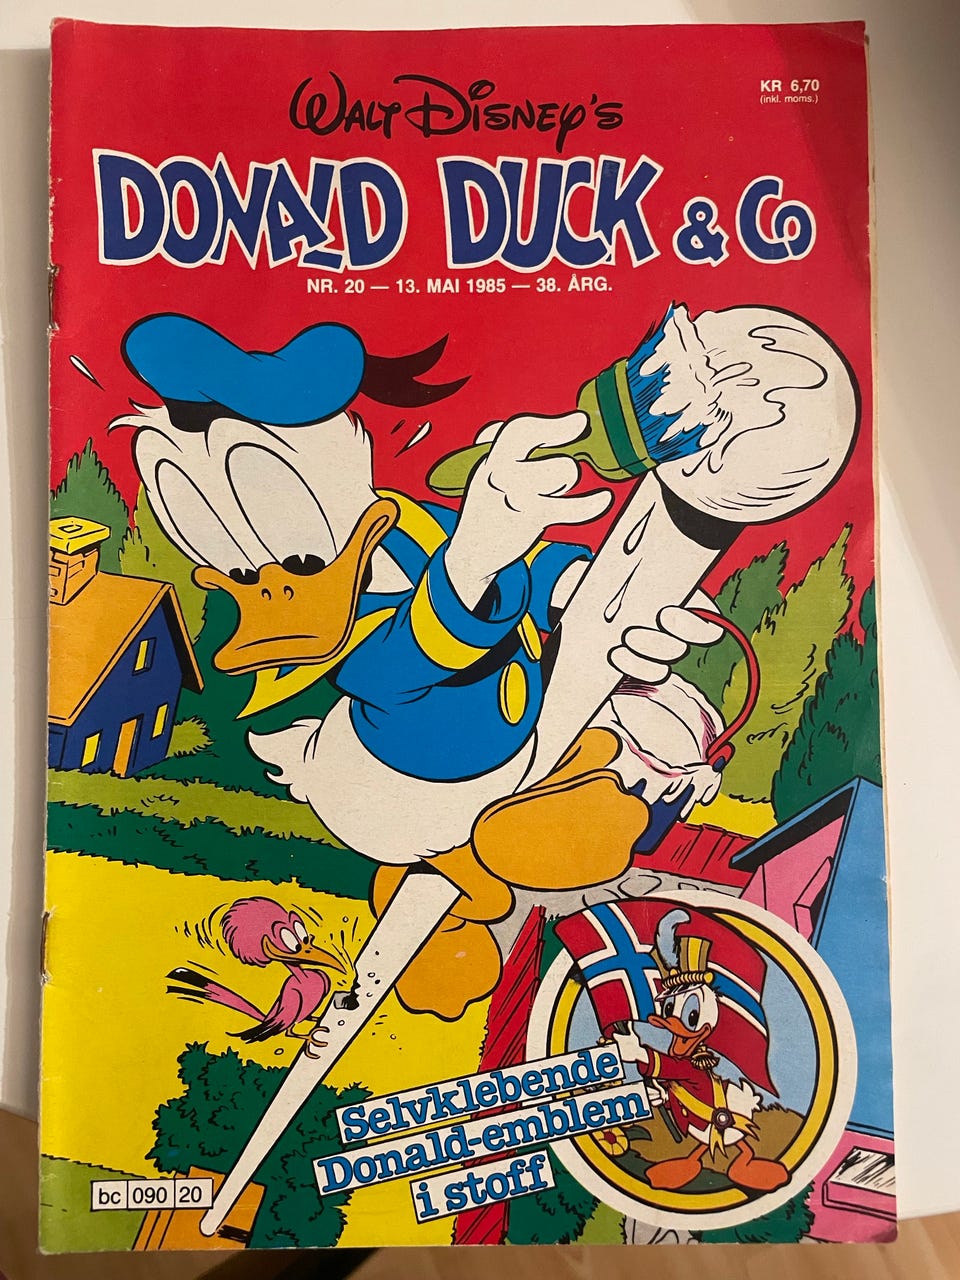 WALT DISNEY'S
KR 6,70
(inkl. moms.)
DONALD DUCK & Co
NR. 20 — 13. MAI 1985 — 38. ÅRG.
Selvklebende
Donald-emblem
i stoff
bc 090 20